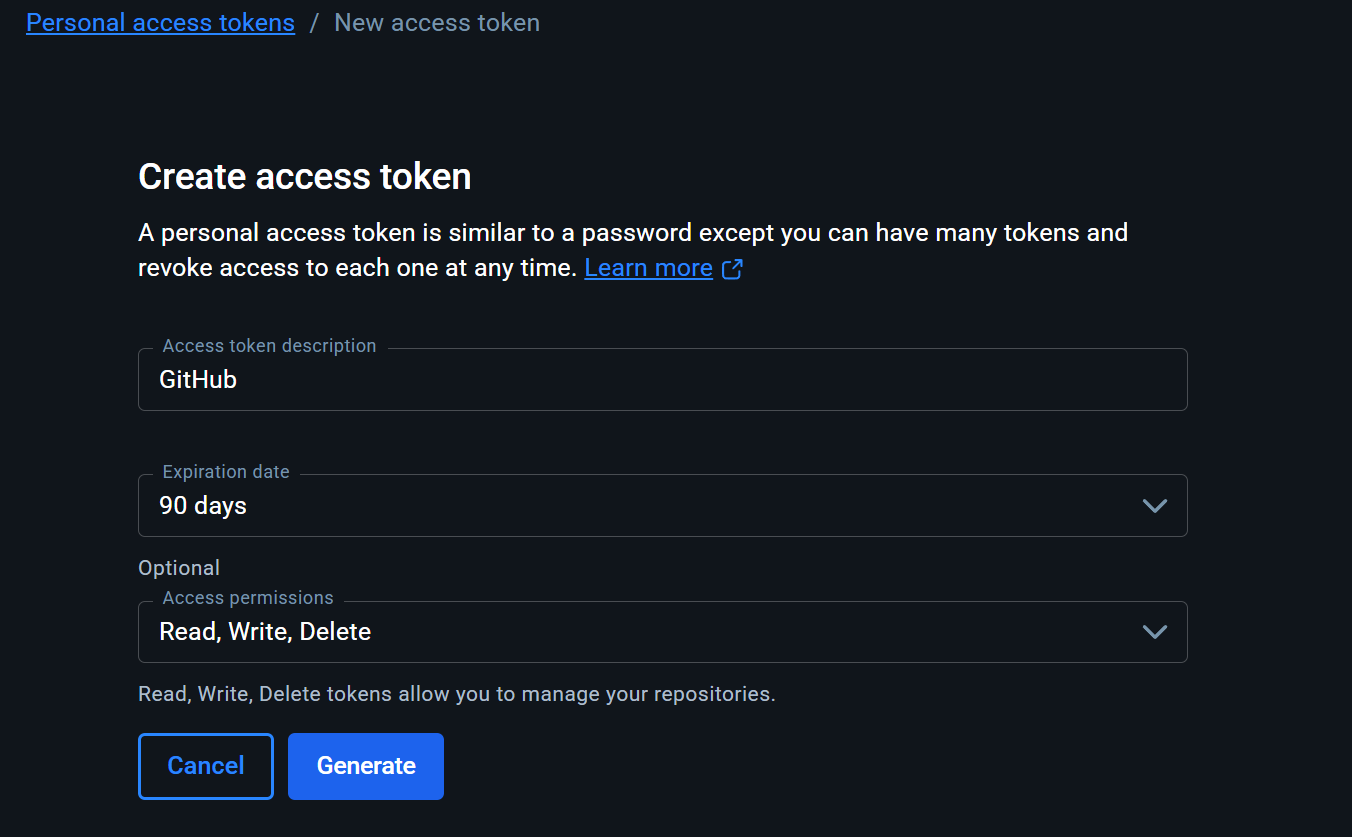 Personal access tokens / New access token
Create access token
A personal access token is similar to a password except you can have many tokens and
revoke access to each one at any time. Learn more
Access token description
GitHub
Expiration date
90 days
Optional
Access permissions
Read, Write, Delete
Read, Write, Delete tokens allow you to manage your repositories.
Cancel Generate